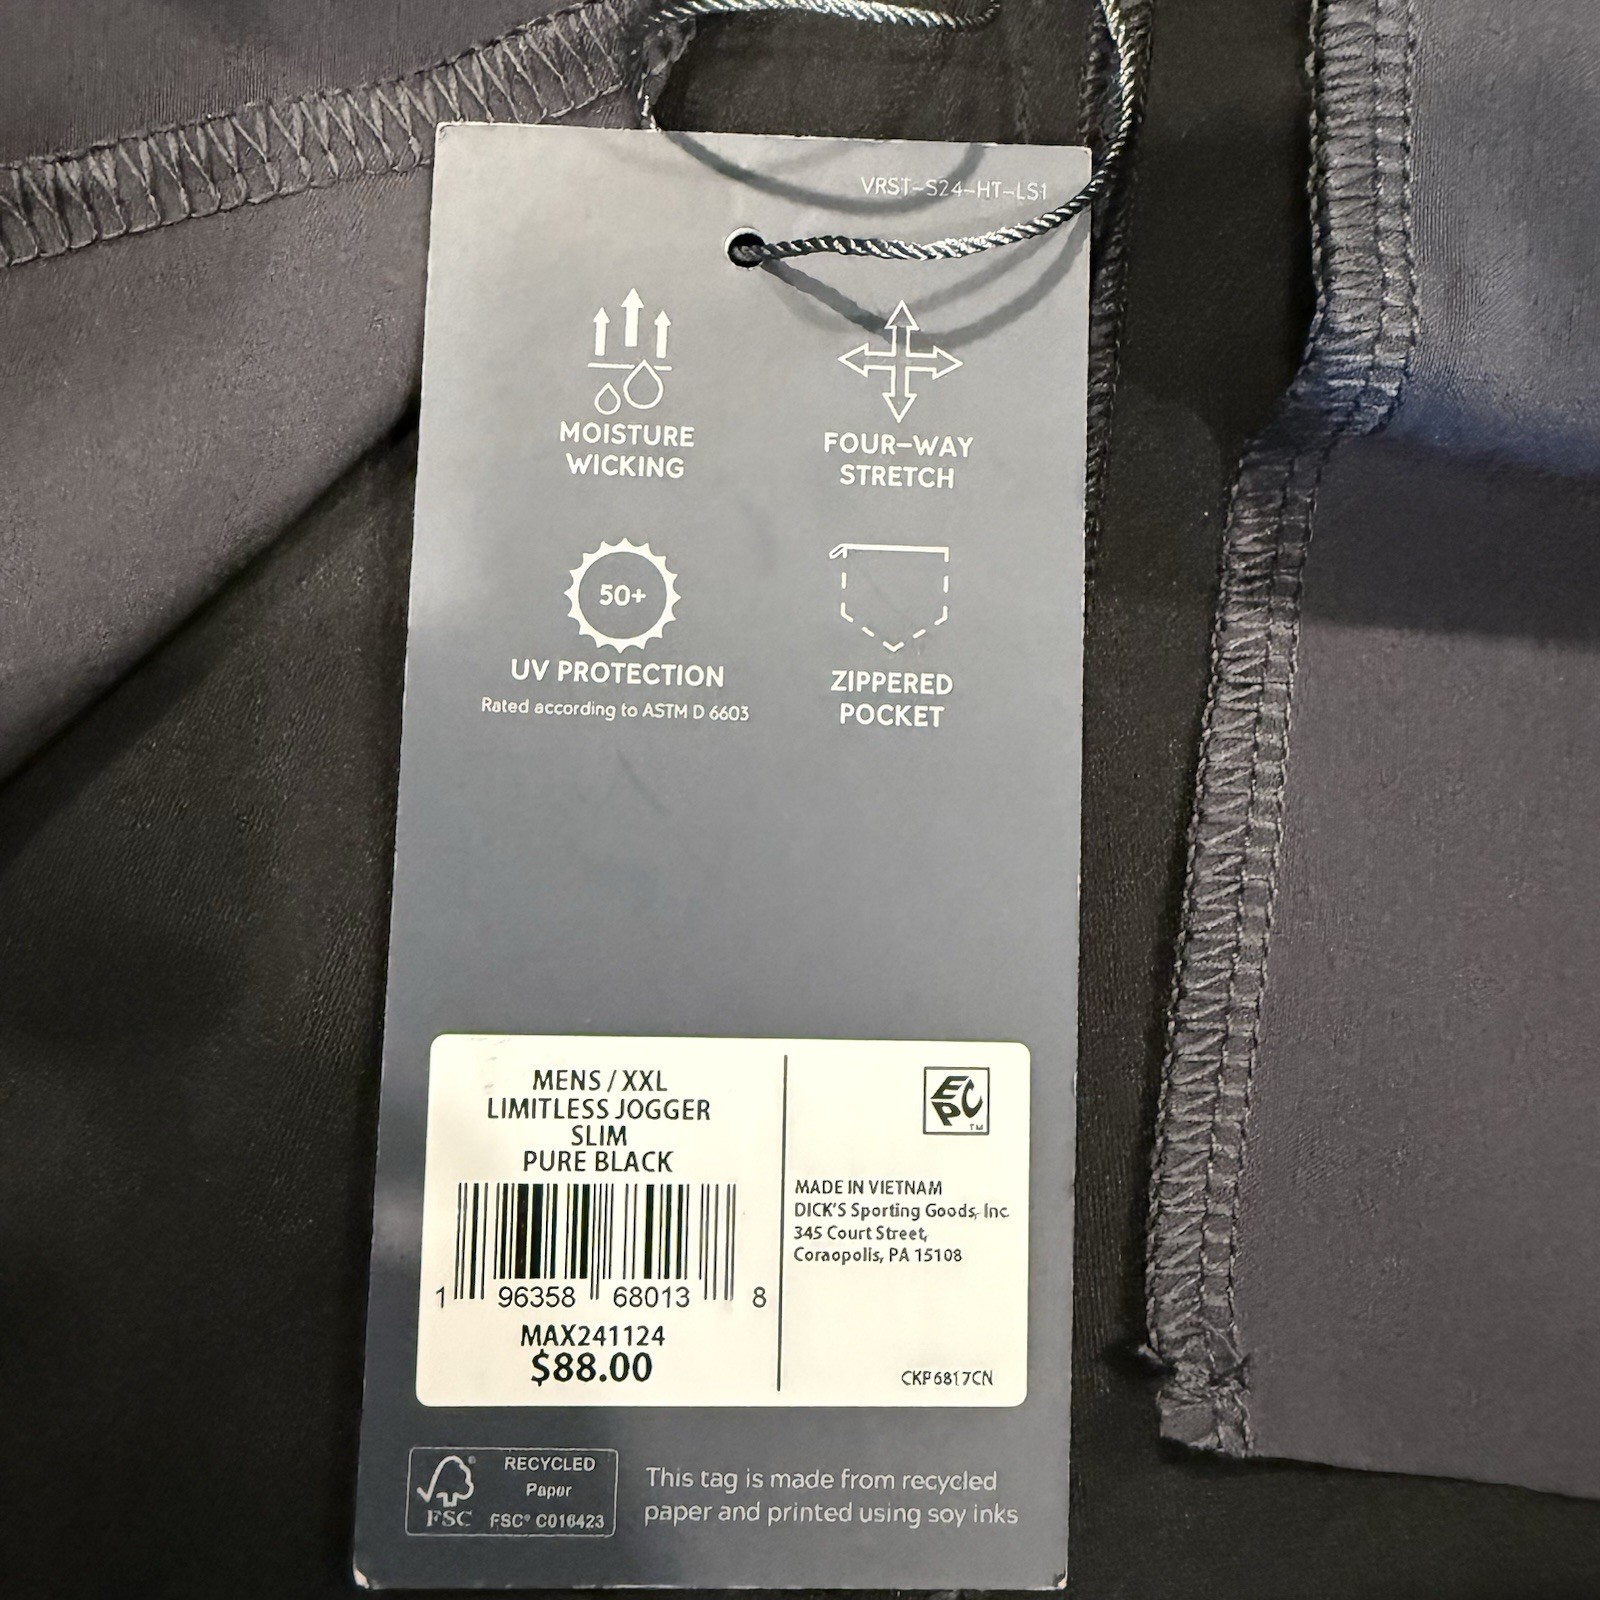 VRST-S24-HT-LS1
MOISTURE
WICKING
FOUR-WAY
STRETCH
50+
UV PROTECTION
Rated according to ASTM D 6603
ZIPPERED
POCKET
MENS / XXL
LIMITLESS JOGGER
SLIM
PURE BLACK
1 96358 68013 8
MAX241124
$88.00
EPC
TM
MADE IN VIETNAM
DICK'S Sporting Goods, Inc
345 Court Street,
Coraopolis, PA 15108
CKP6817CN
FSC
RECYCLED
Paper
FSC® C016423
This tag is made from recycled
paper and printed using soy inks